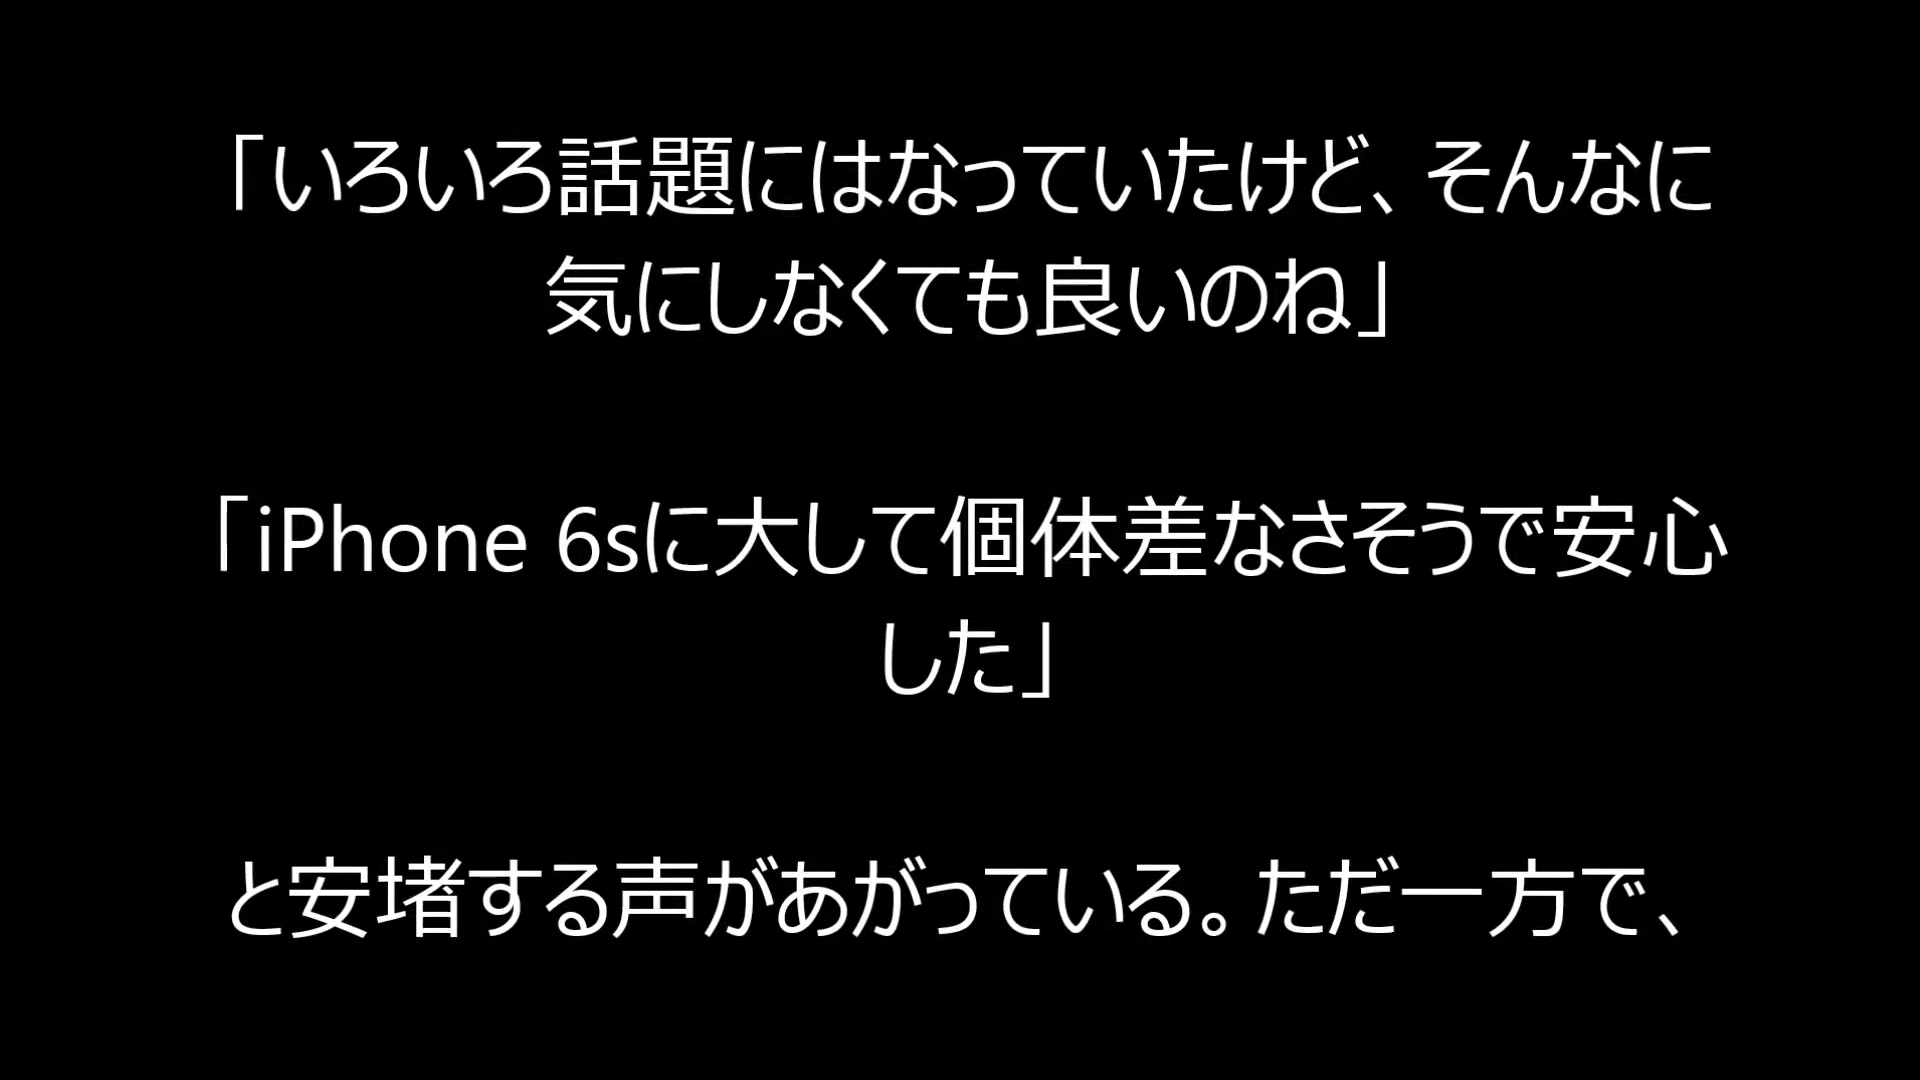 「いろいろ話題にはなっていたけど、そんなに
気にしなくても良いのね」
「iPhone 6sに大して個体差なさそうで安心
した」
と安堵する声があがっている。ただ一方で、